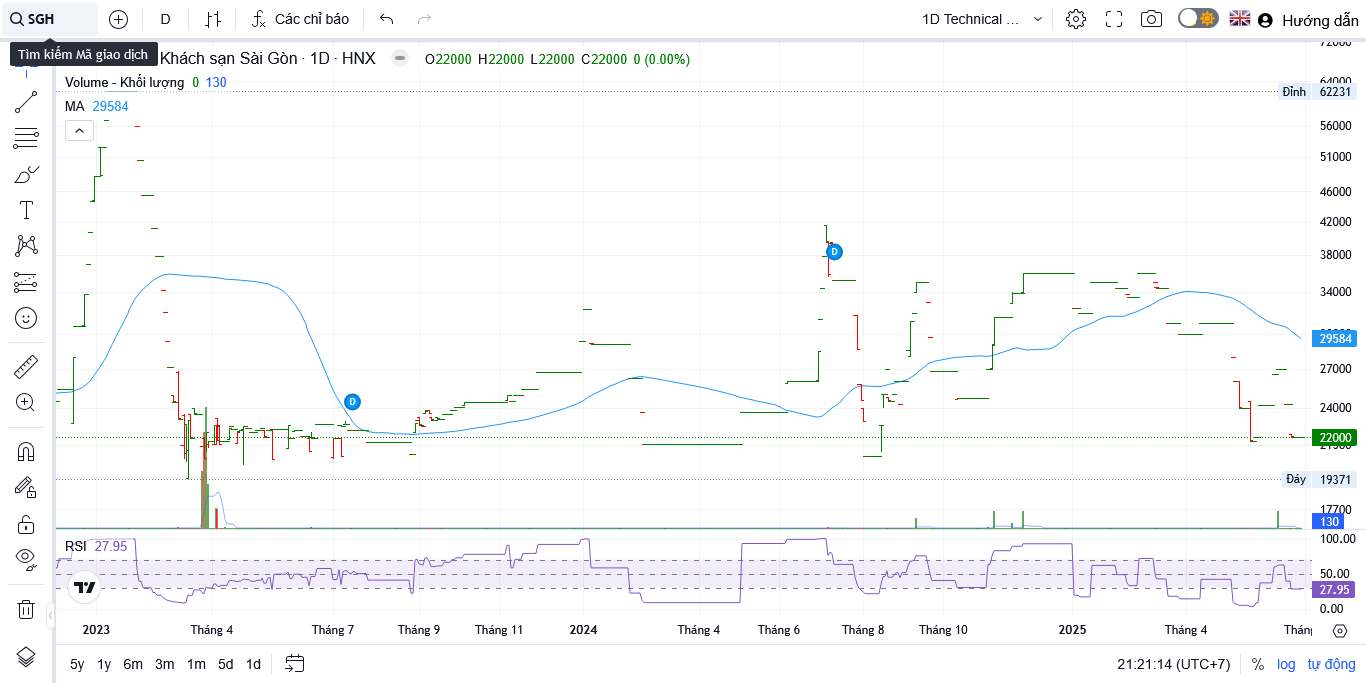 SGH D Các chỉ báo 1D Technical ... Hướng dẫn
Tìm kiếm Mã giao dịch
Khách sạn Sài Gòn · 1D · HNX O22000 H22000 L22000 C22000 0 (0.00%)
Volume - Khối lượng 0 130
MA 29584
64000
Đỉnh 62231
56000
51000
46000
42000
D
38000
34000
29584
27000
D
24000
22000
Đáy 19371
17700
130
RSI 27.95
100.00
50.00
27.95
0.00
2023 Tháng 4 Tháng 7 Tháng 9 Tháng 11 2024 Tháng 4 Tháng 6 Tháng 8 Tháng 10 2025 Tháng 4
5y 1y 6m 3m 1m 5d 1d 21:21:14 (UTC+7) % log tự động